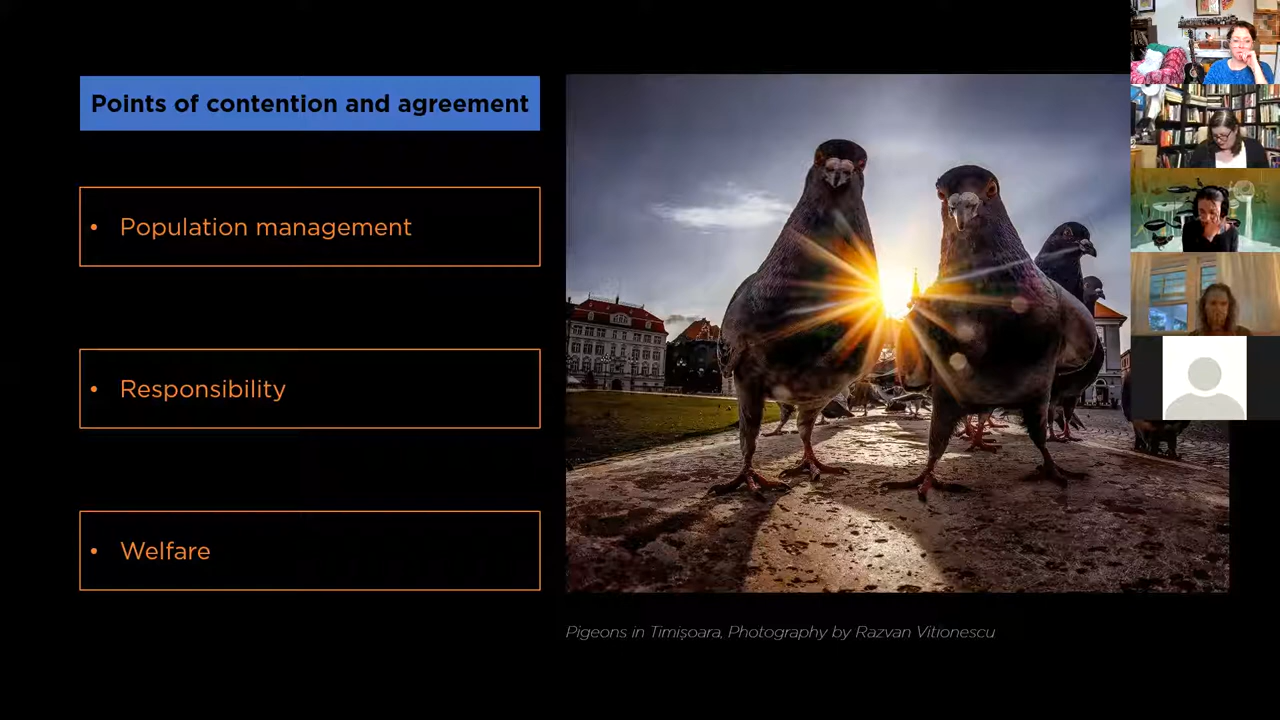 Points of contention and agreement
• Population management
• Responsibility
• Welfare
Pigeons in Timișoara, Photography by Razvan Vitionescu